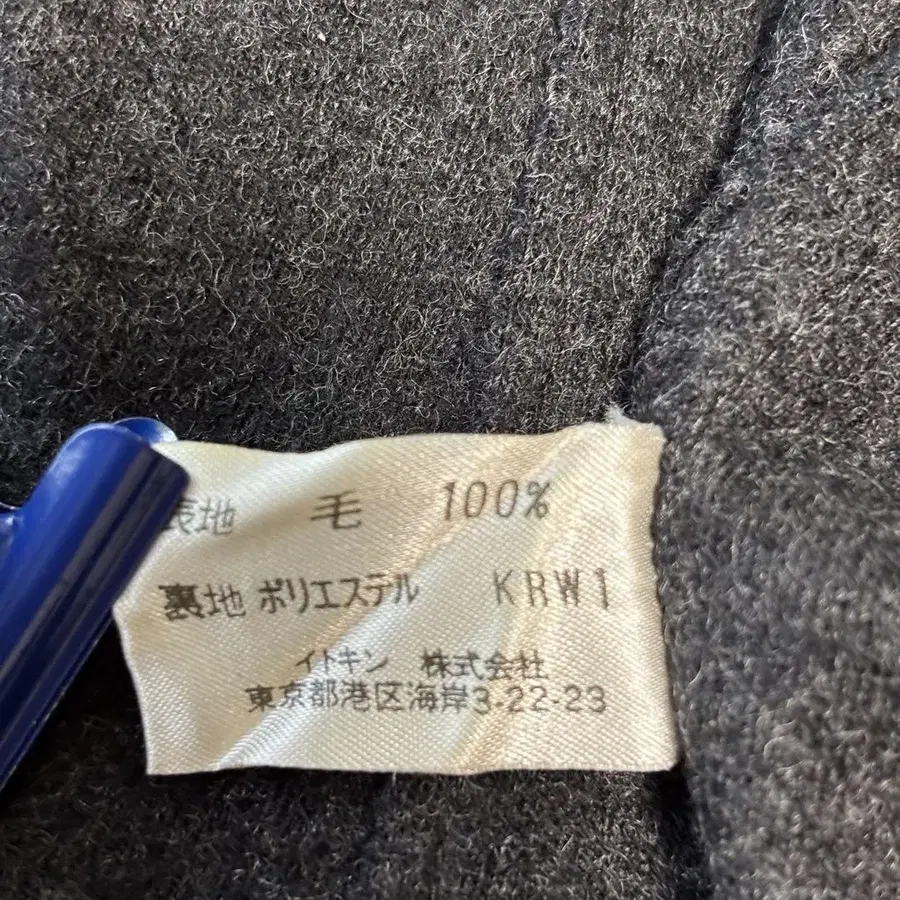 表地 毛 100%
裏地 ポリエステル KRW1
イトキン 株式会社
東京都港区海岸3-22-23